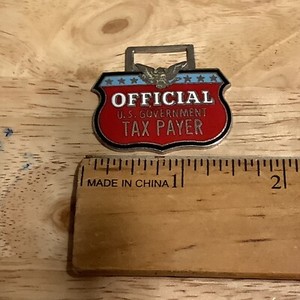 OFFICIAL
U.S. GOVERNMENT
TAX PAYER
MADE IN CHINA 1 2